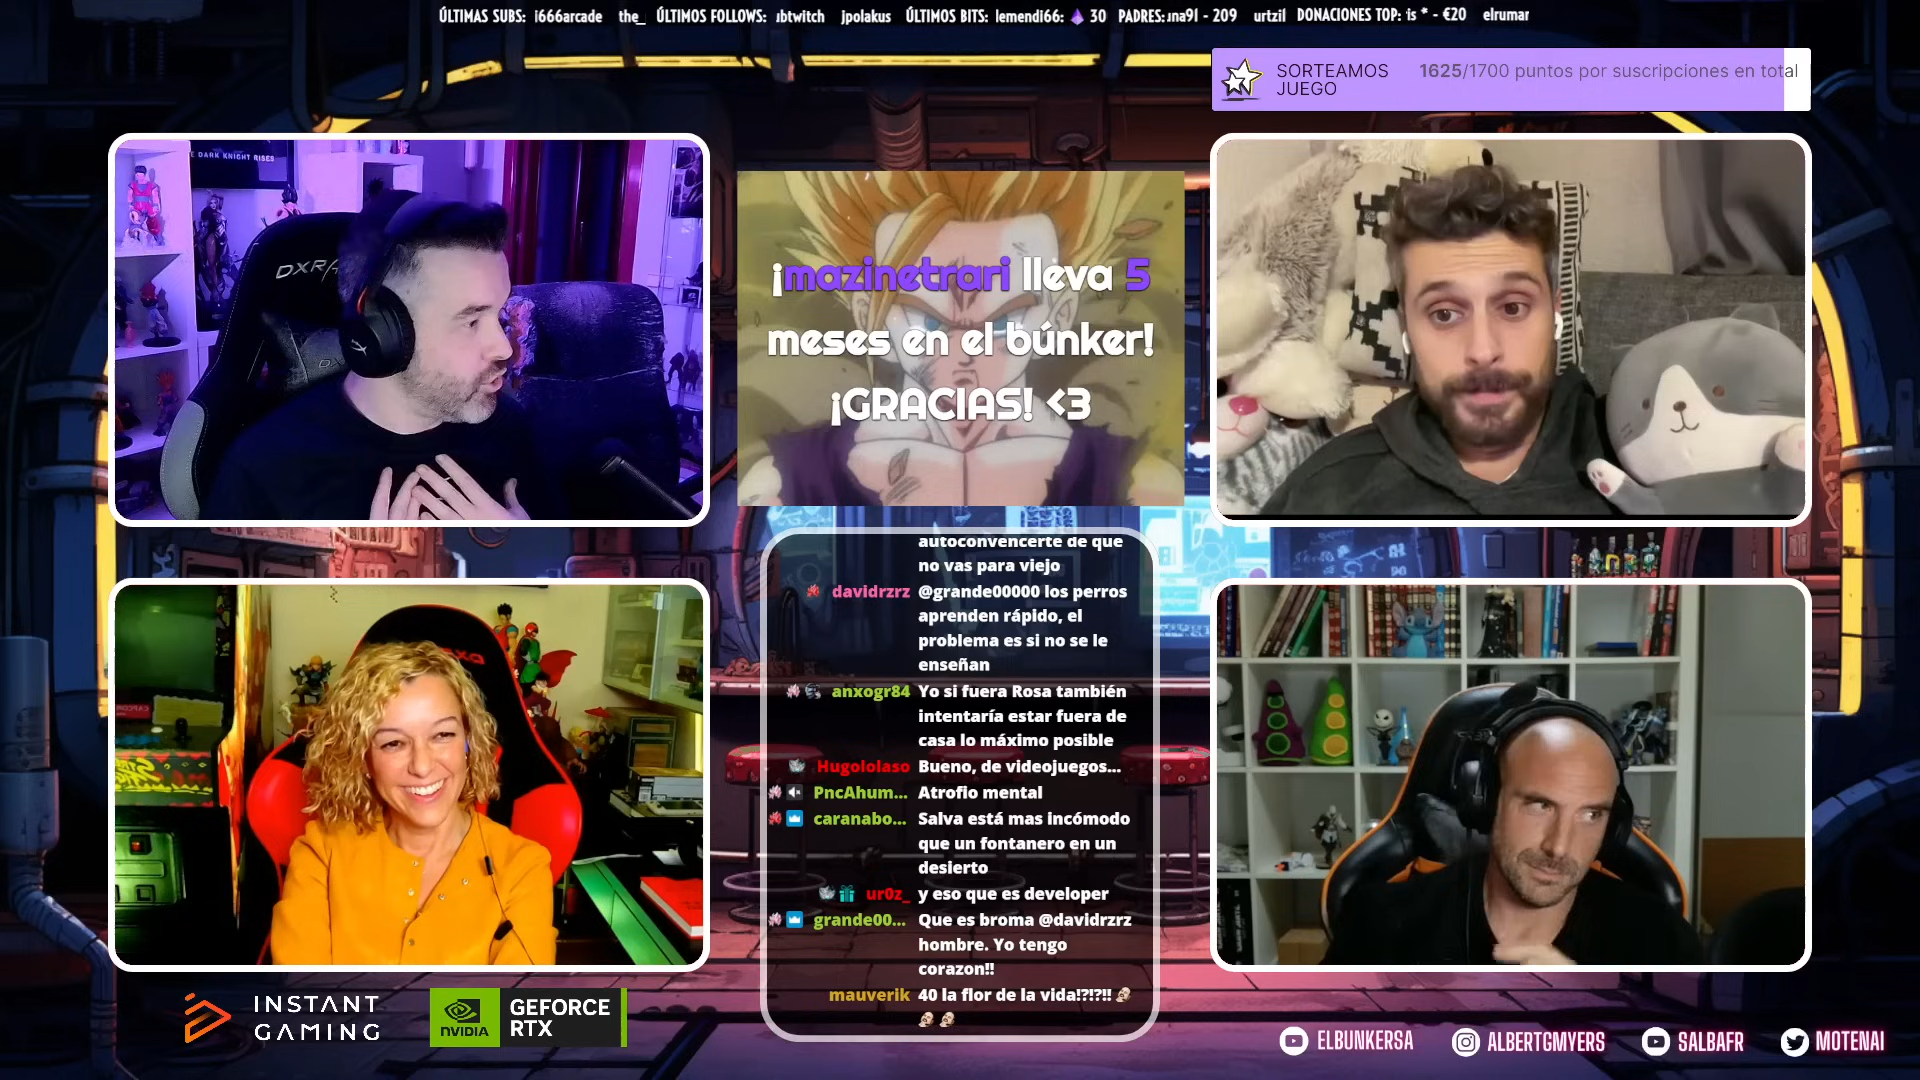 ÚLTIMAS SUBS: i666arcade the_ ÚLTIMOS FOLLOWS: ibtwitch jpolakus ÚLTIMOS BITS: lemendi66: 30 PADRES: na91 - 209 urtzil DONACIONES TOP: is * - €20 elrumar
SORTEAMOS JUEGO
1625/1700 puntos por suscripciones en total
E DARK KNIGHT RISES
DXR
¡mazinetrari lleva 5
meses en el búnker!
¡GRACIAS! <3
autoconvencerte de que
no vas para viejo
davidrzrz @grande00000 los perros
aprenden rápido, el
problema es si no se le
enseñan
anxogr84 Yo si fuera Rosa también
intentaría estar fuera de
casa lo máximo posible
Hugololaso Bueno, de videojuegos...
PncAhum... Atrofio mental
caranabo... Salva está mas incómodo
que un fontanero en un
desierto
ur0z_ y eso que es developer
grande00... Que es broma @davidrzrz
hombre. Yo tengo
corazon!!
mauverik 40 la flor de la vida!?!?!!
INSTANT
GAMING
NVIDIA
GEFORCE
RTX
ELBUNKERSA
ALBERTGMYERS
SALBAFR
MOTENAI